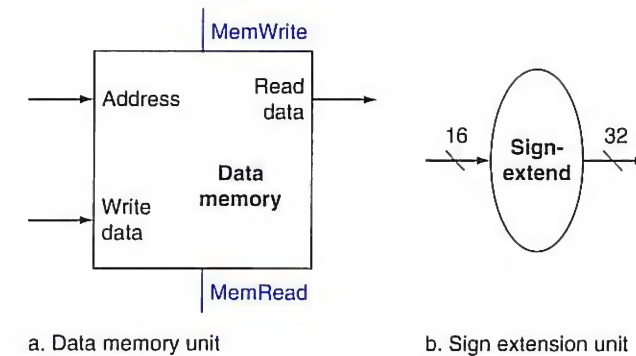 MemWrite
Address
Read
data
Data
memory
Write
data
MemRead
a. Data memory unit
16
Sign-
extend
32
b. Sign extension unit